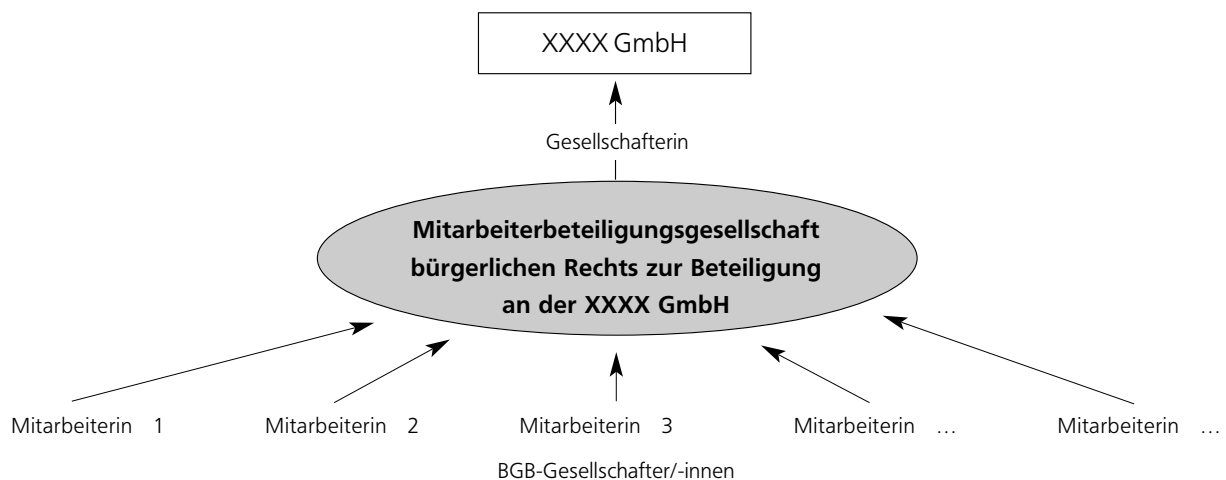 XXXX GmbH
Gesellschafterin
Mitarbeiterbeteiligungsgesellschaft
bürgerlichen Rechts zur Beteiligung
an der XXXX GmbH
Mitarbeiterin 1 Mitarbeiterin 2 Mitarbeiterin 3 Mitarbeiterin … Mitarbeiterin …
BGB-Gesellschafter/-innen